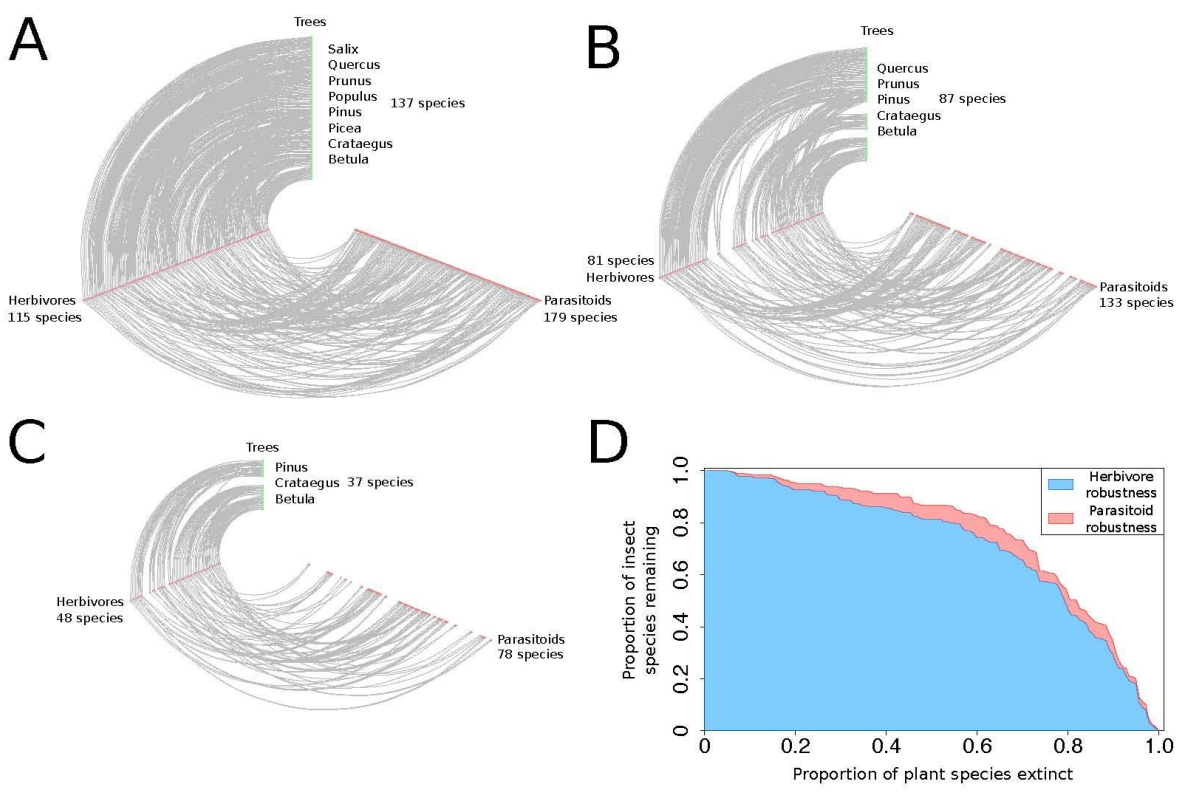 A
Trees
Salix
Quercus
Prunus
Populus
137 species
Pinus
Picea
Crataegus
Betula
Herbivores
115 species
Parasitoids
179 species
B
Trees
Quercus
Prunus
Pinus
87 species
Crataegus
Betula
81 species
Herbivores
Parasitoids
133 species
C
Trees
Pinus
Crataegus 37 species
Betula
Herbivores
48 species
Parasitoids
78 species
D
Herbivore
robustness
Parasitoid
robustness
Proportion of insect
species remaining
1.0
0.8
0.6
0.4
0.2
0
0
0.2
0.4
0.6
0.8
1.0
Proportion of plant species extinct